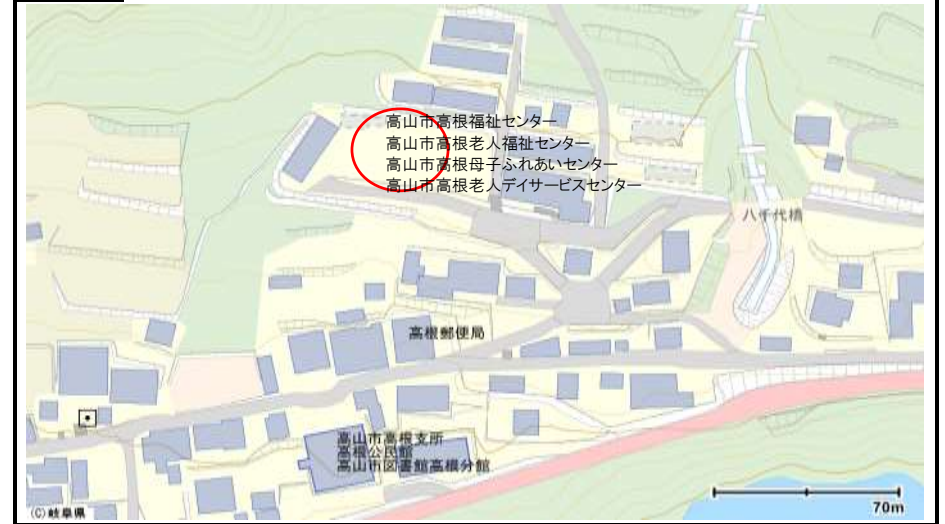 高山市高根福祉センター
高山市高根老人福祉センター
高山市高根母子ふれあいセンター
高山市高根老人デイサービスセンター
八千代橋
高根郵便局
高山市高根支所
高根公民館
高山市図書館高根分館
(C)岐阜県
70m